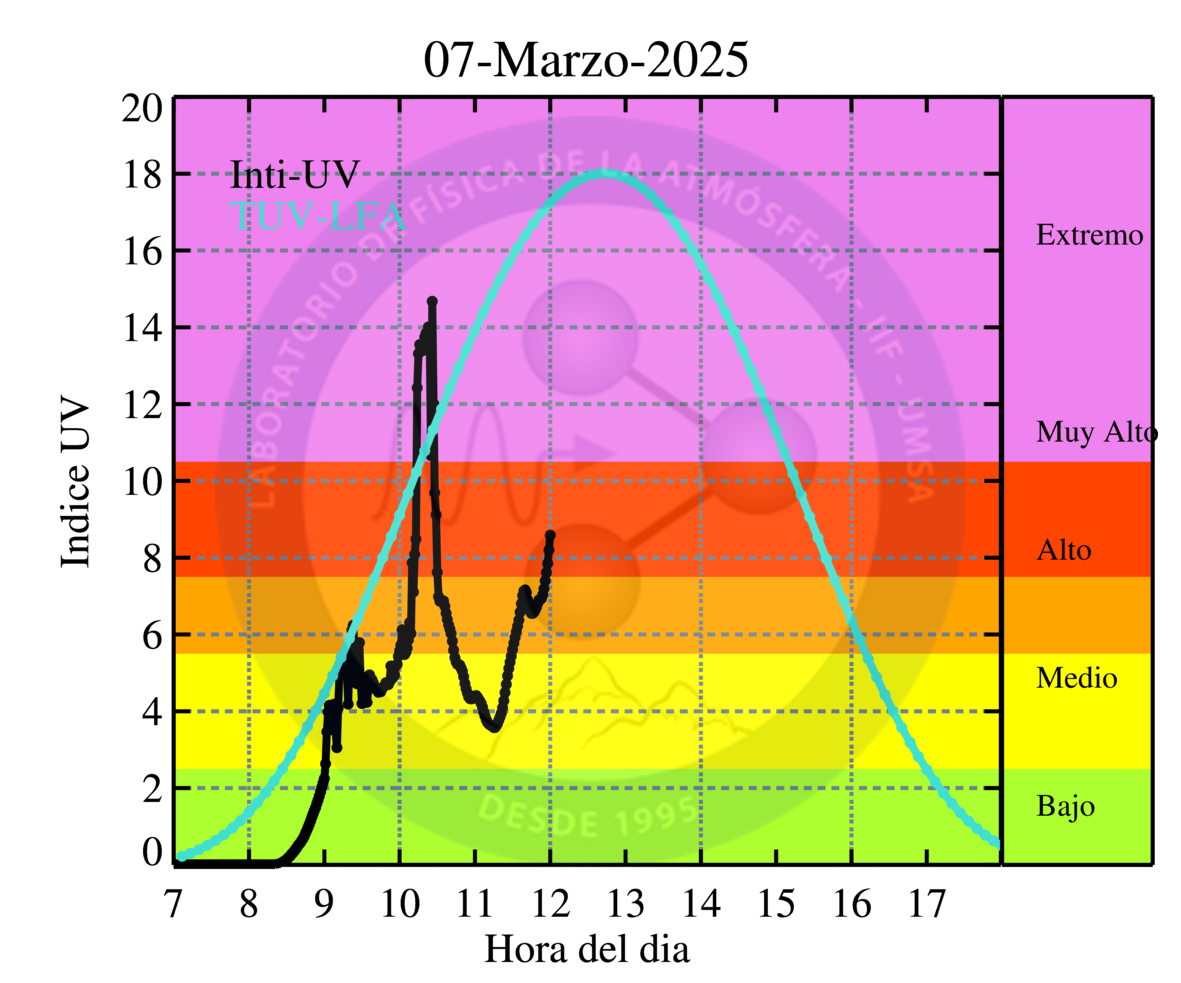 07-Marzo-2025
Indice UV
20
18
16
14
12
10
8
6
4
2
0
Inti-UV
TUV-LFA
LABORATORIO DE FÍSICA DE LA ATMÓSFERA - IIF - UMSA
DESDE 1995
Extremo
Muy Alto
Alto
Medio
Bajo
7 8 9 10 11 12 13 14 15 16 17
Hora del dia